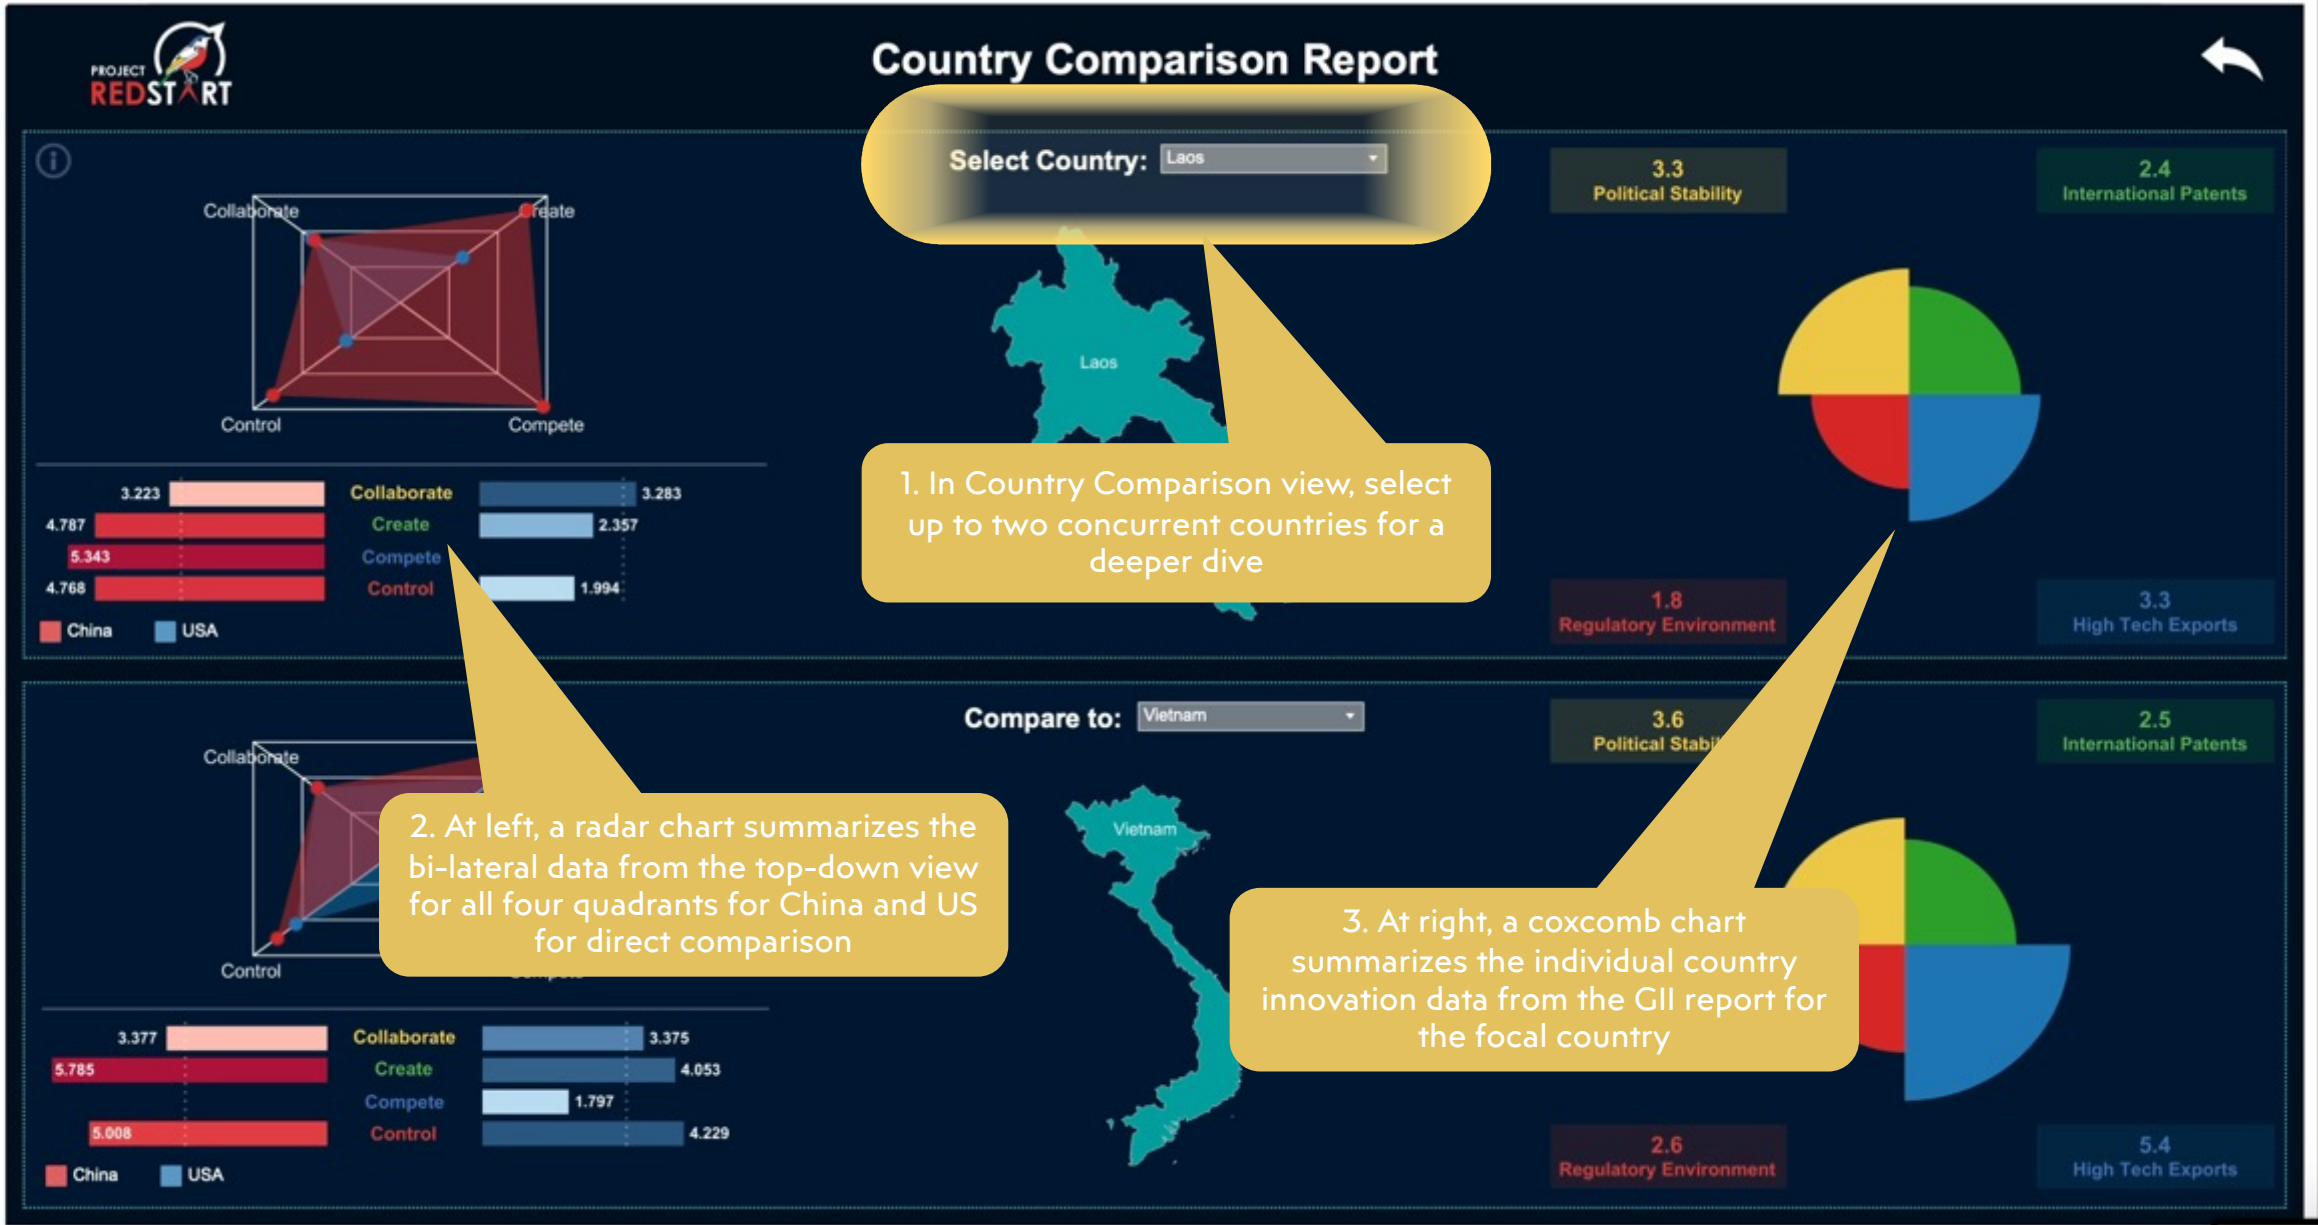 PROJECT
REDSTART
Country Comparison Report
Select Country: Laos
3.3
Political Stability
2.4
International Patents
Collaborate
Create
Control
Compete
Laos
1. In Country Comparison view, select
up to two concurrent countries for a
deeper dive
3.223 Collaborate 3.283
4.787 Create 2.357
5.343 Compete
4.768 Control 1.994
China USA
1.8
Regulatory Environment
3.3
High Tech Exports
Compare to: Vietnam
3.6
Political Stabi
2.5
International Patents
Collaborate
Control
Vietnam
2. At left, a radar chart summarizes the
bi-lateral data from the top-down view
for all four quadrants for China and US
for direct comparison
3. At right, a coxcomb chart
summarizes the individual country
innovation data from the GII report for
the focal country
3.377 Collaborate 3.375
5.785 Create 4.053
Compete 1.797
5.008 Control 4.229
China USA
2.6
Regulatory Environment
5.4
High Tech Exports